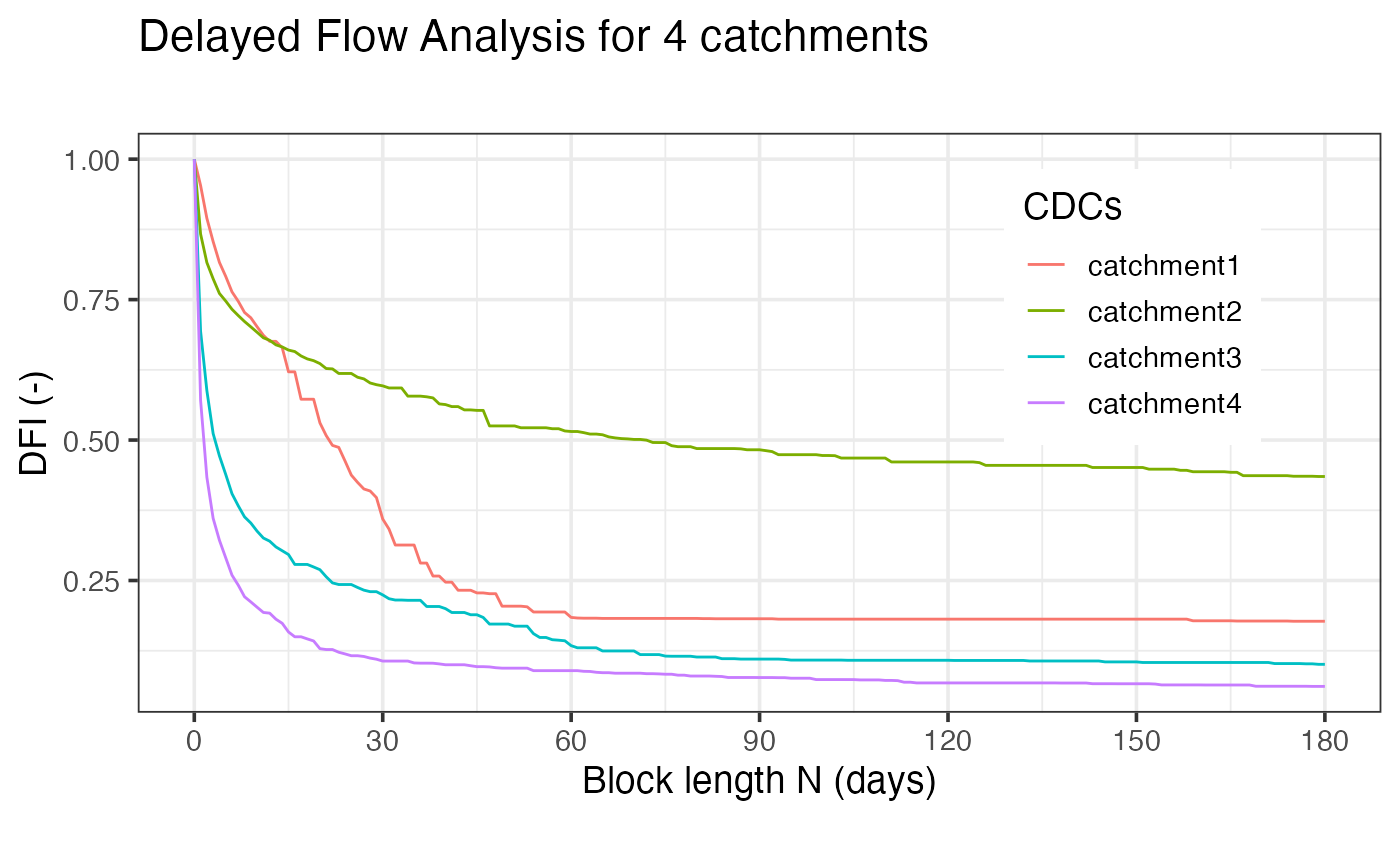 Delayed Flow Analysis for 4 catchments
1.00
0.75
0.50
0.25
DFI (-)
CDCs
catchment1
catchment2
catchment3
catchment4
0 30 60 90 120 150 180
Block length N (days)